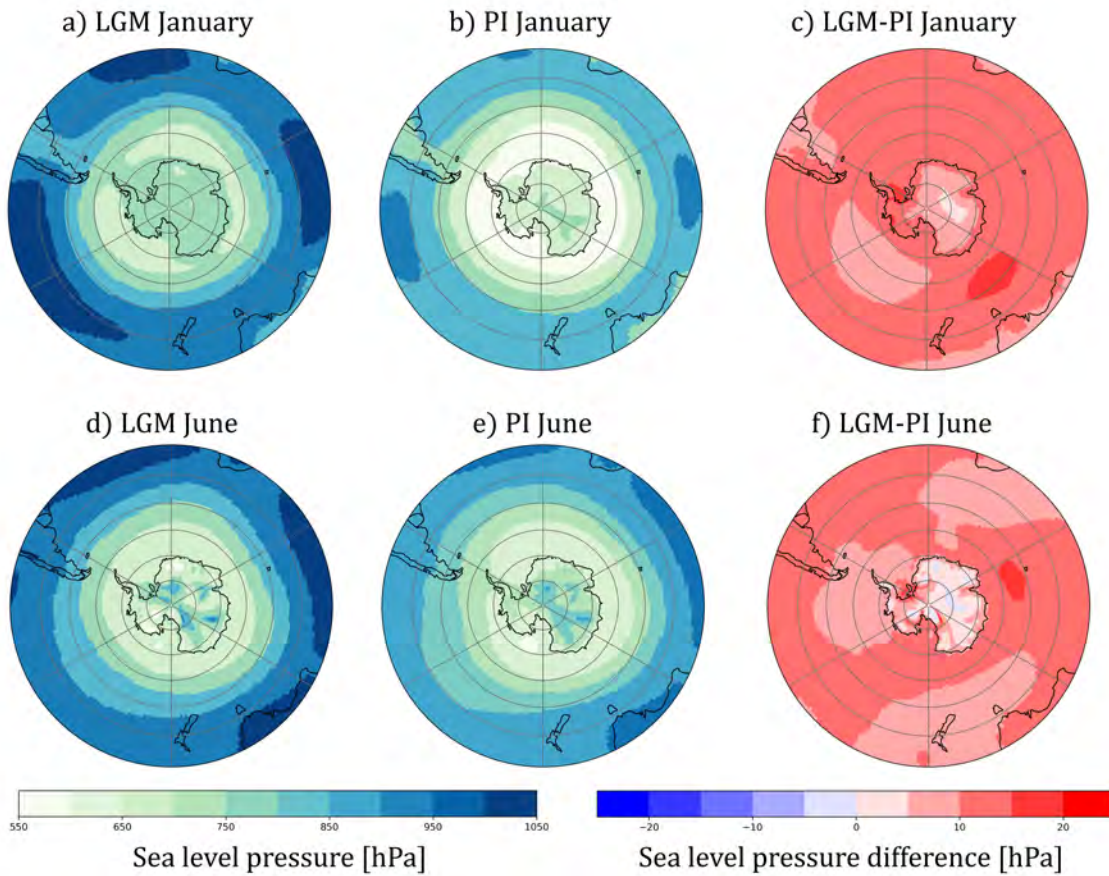 a) LGM January
b) PI January
c) LGM-PI January
d) LGM June
e) PI June
f) LGM-PI June
550 650 750 850 950 1050
Sea level pressure [hPa]
−20 −10 0 10 20
Sea level pressure difference [hPa]